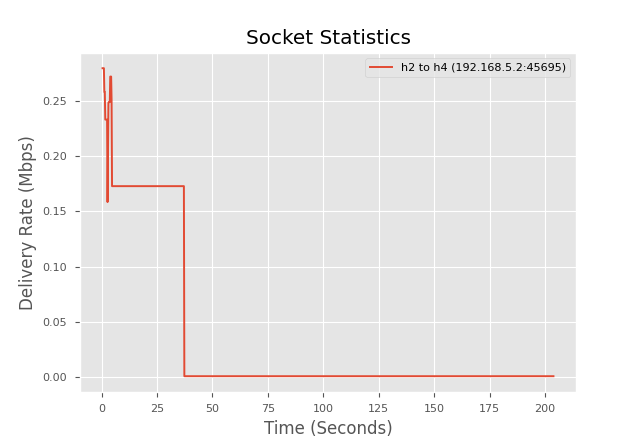 Socket Statistics
h2 to h4 (192.168.5.2:45695)
Delivery Rate (Mbps)
0.25
0.20
0.15
0.10
0.05
0.00
0 25 50 75 100 125 150 175 200
Time (Seconds)